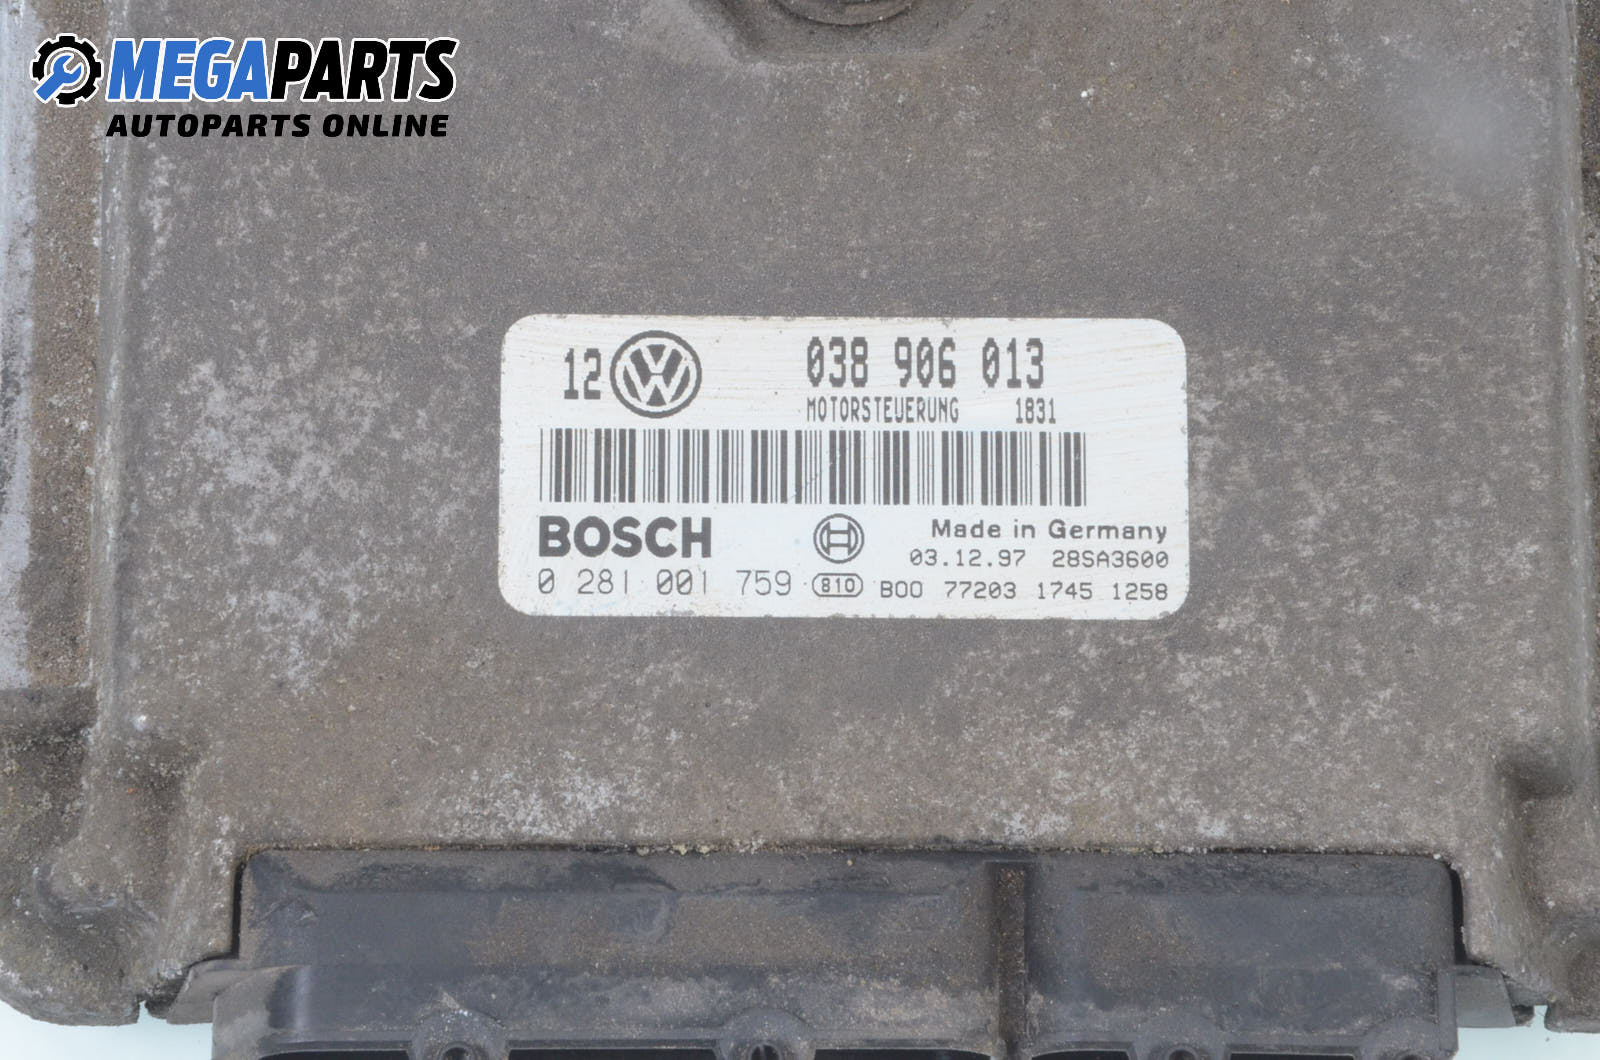 MEGAPARTS
AUTOPARTS ONLINE
12 038 906 013
MOTORSTEUERUNG 1831
BOSCH Made in Germany
03.12.97 28SA3600
0 281 001 759 810 B00 77203 1745 1258